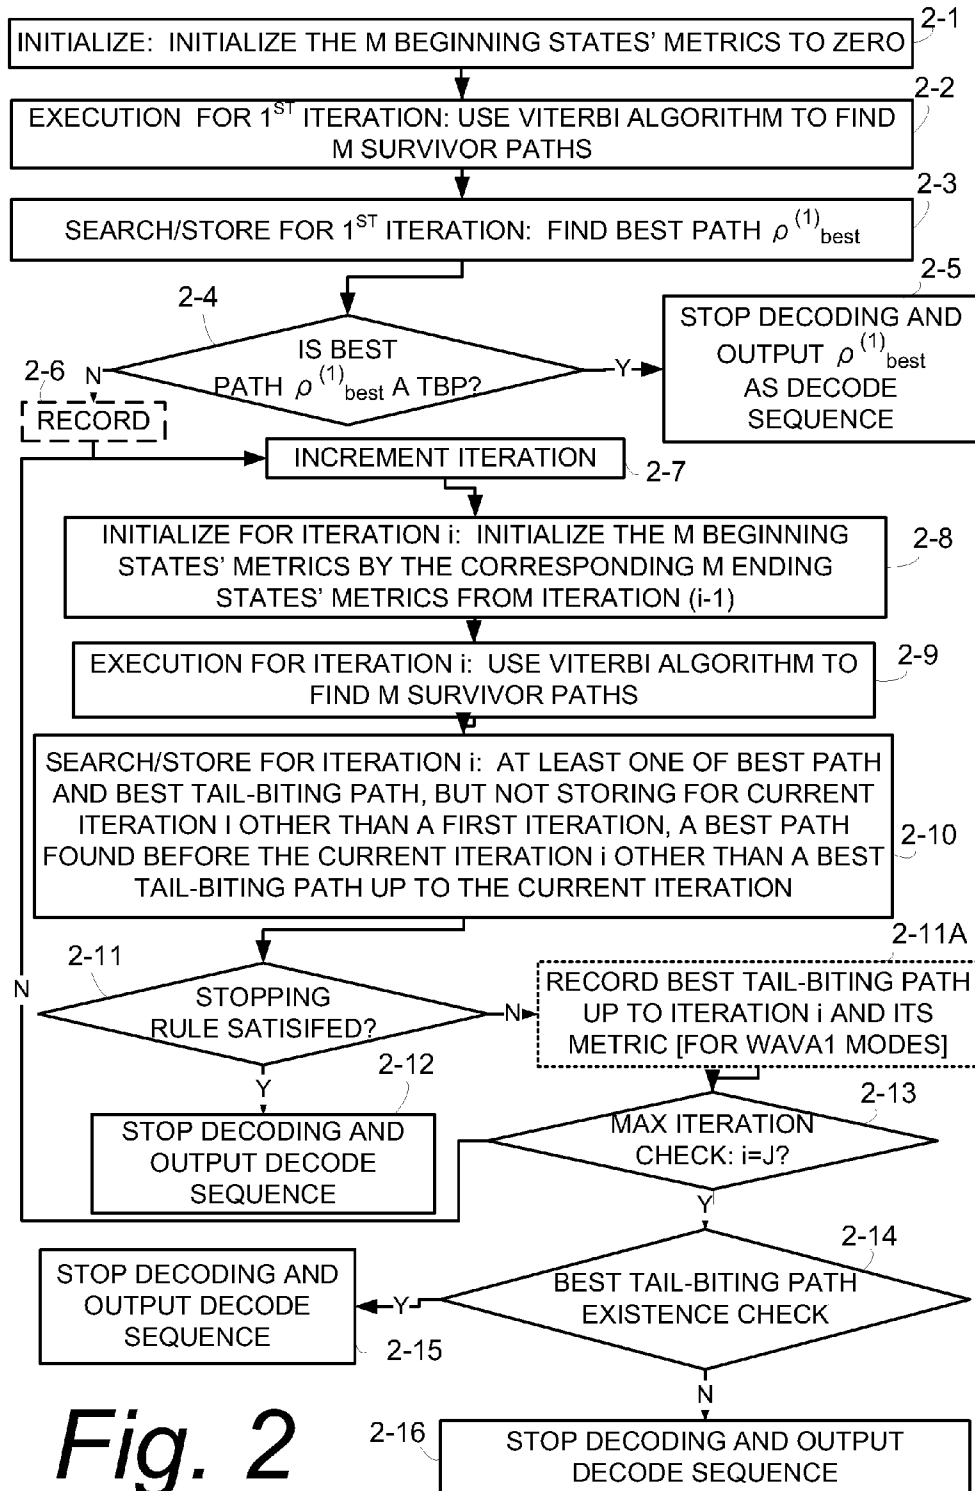 2-1
INITIALIZE: INITIALIZE THE M BEGINNING STATES' METRICS TO ZERO
2-2
EXECUTION FOR 1ST ITERATION: USE VITERBI ALGORITHM TO FIND
M SURVIVOR PATHS
2-3
SEARCH/STORE FOR 1ST ITERATION: FIND BEST PATH ρ(1)best
2-4
IS BEST
PATH ρ(1)best A TBP?
Y
2-5
STOP DECODING AND
OUTPUT ρ(1)best
AS DECODE
SEQUENCE
N
2-6
RECORD
INCREMENT ITERATION
2-7
INITIALIZE FOR ITERATION i: INITIALIZE THE M BEGINNING
STATES' METRICS BY THE CORRESPONDING M ENDING
STATES' METRICS FROM ITERATION (i-1)
2-8
EXECUTION FOR ITERATION i: USE VITERBI ALGORITHM TO
FIND M SURVIVOR PATHS
2-9
SEARCH/STORE FOR ITERATION i: AT LEAST ONE OF BEST PATH
AND BEST TAIL-BITING PATH, BUT NOT STORING FOR CURRENT
ITERATION I OTHER THAN A FIRST ITERATION, A BEST PATH
FOUND BEFORE THE CURRENT ITERATION i OTHER THAN A BEST
TAIL-BITING PATH UP TO THE CURRENT ITERATION
2-10
2-11
STOPPING
RULE SATISIFED?
N
2-11A
RECORD BEST TAIL-BITING PATH
UP TO ITERATION i AND ITS
METRIC [FOR WAVA1 MODES]
Y
2-12
STOP DECODING AND
OUTPUT DECODE
SEQUENCE
2-13
MAX ITERATION
CHECK: i=J?
N
Y
2-14
BEST TAIL-BITING PATH
EXISTENCE CHECK
Y
STOP DECODING AND
OUTPUT DECODE
SEQUENCE
2-15
N
2-16
STOP DECODING AND OUTPUT
DECODE SEQUENCE
Fig. 2